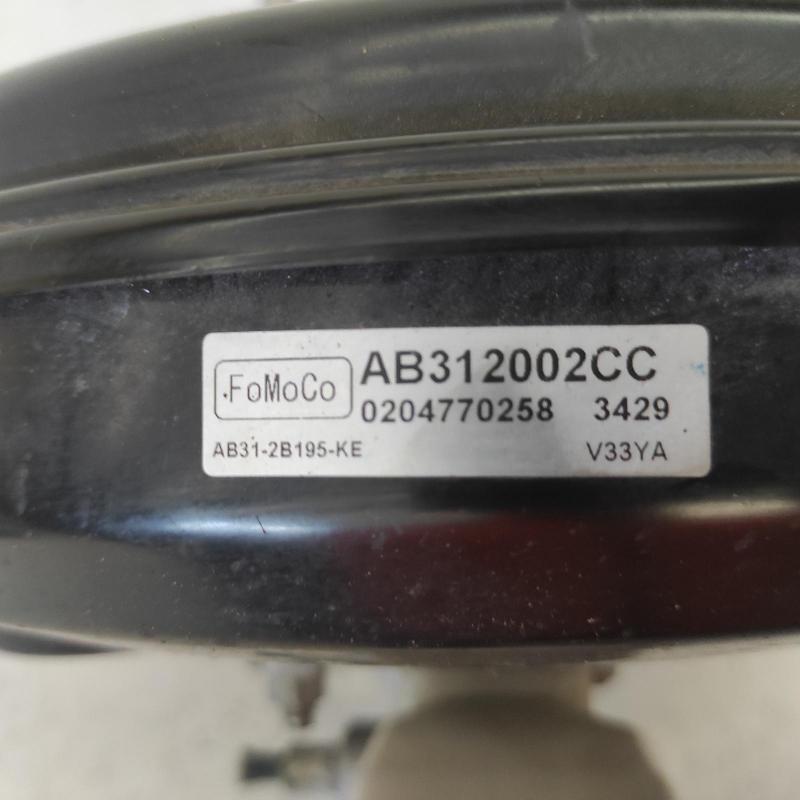 .FoMoCo
AB312002CC
0204770258 3429
AB31-2B195-KE V33YA